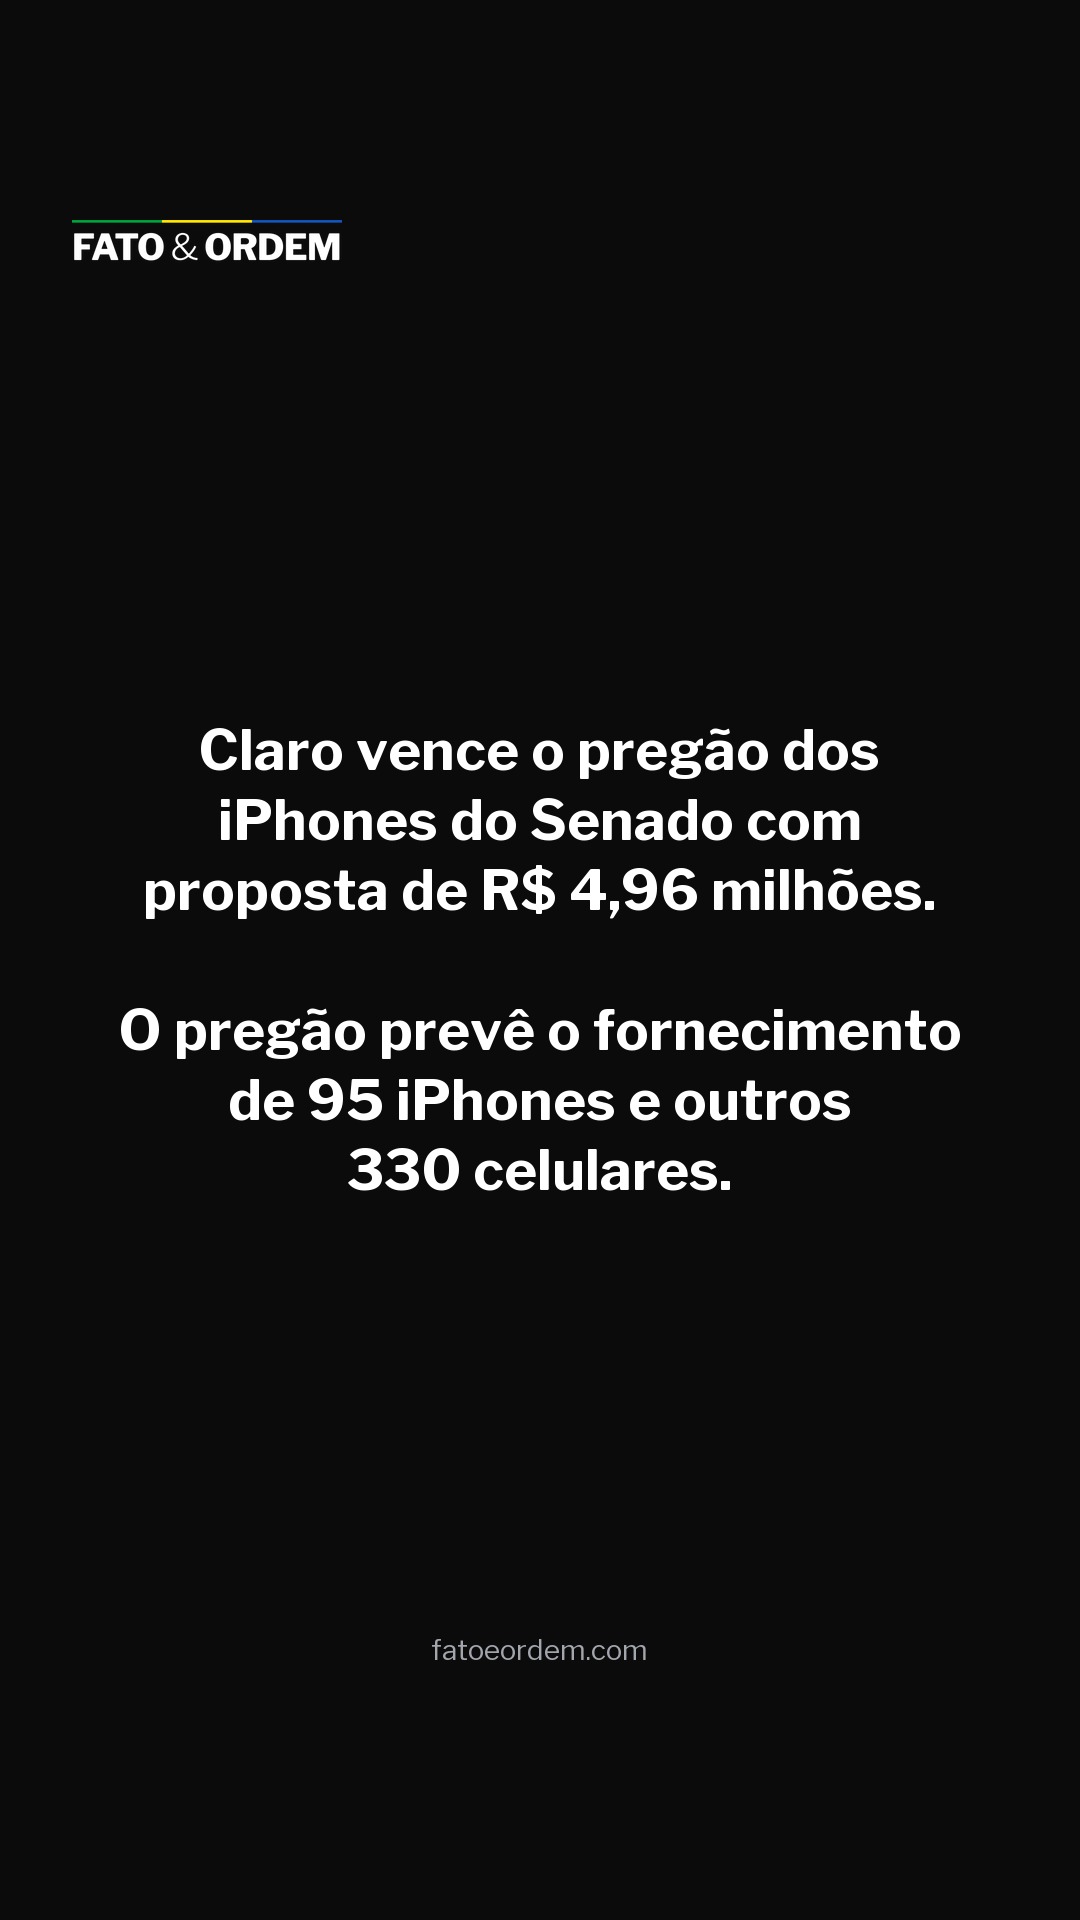 FATO & ORDEM
Claro vence o pregão dos
iPhones do Senado com
proposta de R$ 4,96 milhões.
O pregão prevê o fornecimento
de 95 iPhones e outros
330 celulares.
fatoeordem.com